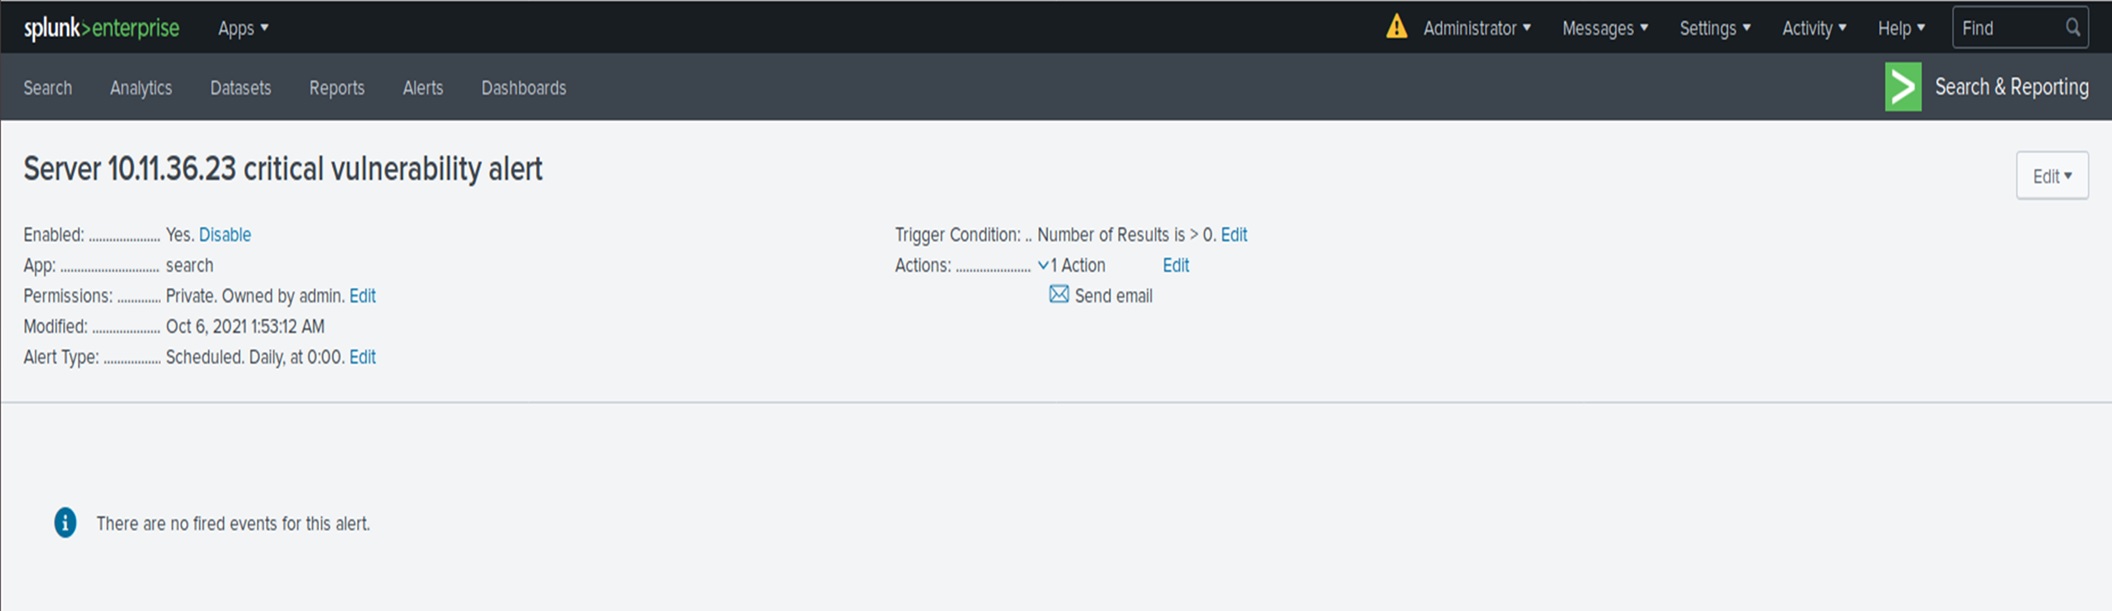 splunk>enterprise Apps Administrator Messages Settings Activity Help Find
Search Analytics Datasets Reports Alerts Dashboards Search & Reporting
Server 10.11.36.23 critical vulnerability alert
Edit
Enabled: ..................... Yes. Disable
App: ............................. search
Permissions: ............. Private. Owned by admin. Edit
Modified: .................... Oct 6, 2021 1:53:12 AM
Alert Type: ................. Scheduled. Daily, at 0:00. Edit
Trigger Condition: .. Number of Results is > 0. Edit
Actions: ...................... 1 Action Edit
Send email
There are no fired events for this alert.